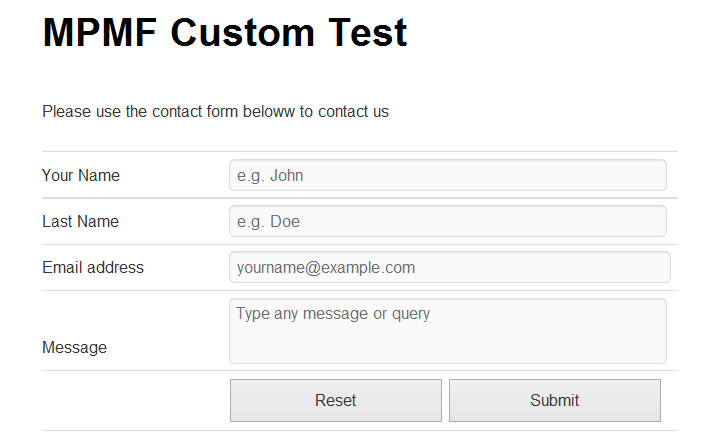 MPMF Custom Test
Please use the contact form beloww to contact us
Your Name
e.g. John
Last Name
e.g. Doe
Email address
yourname@example.com
Message
Type any message or query
Reset
Submit